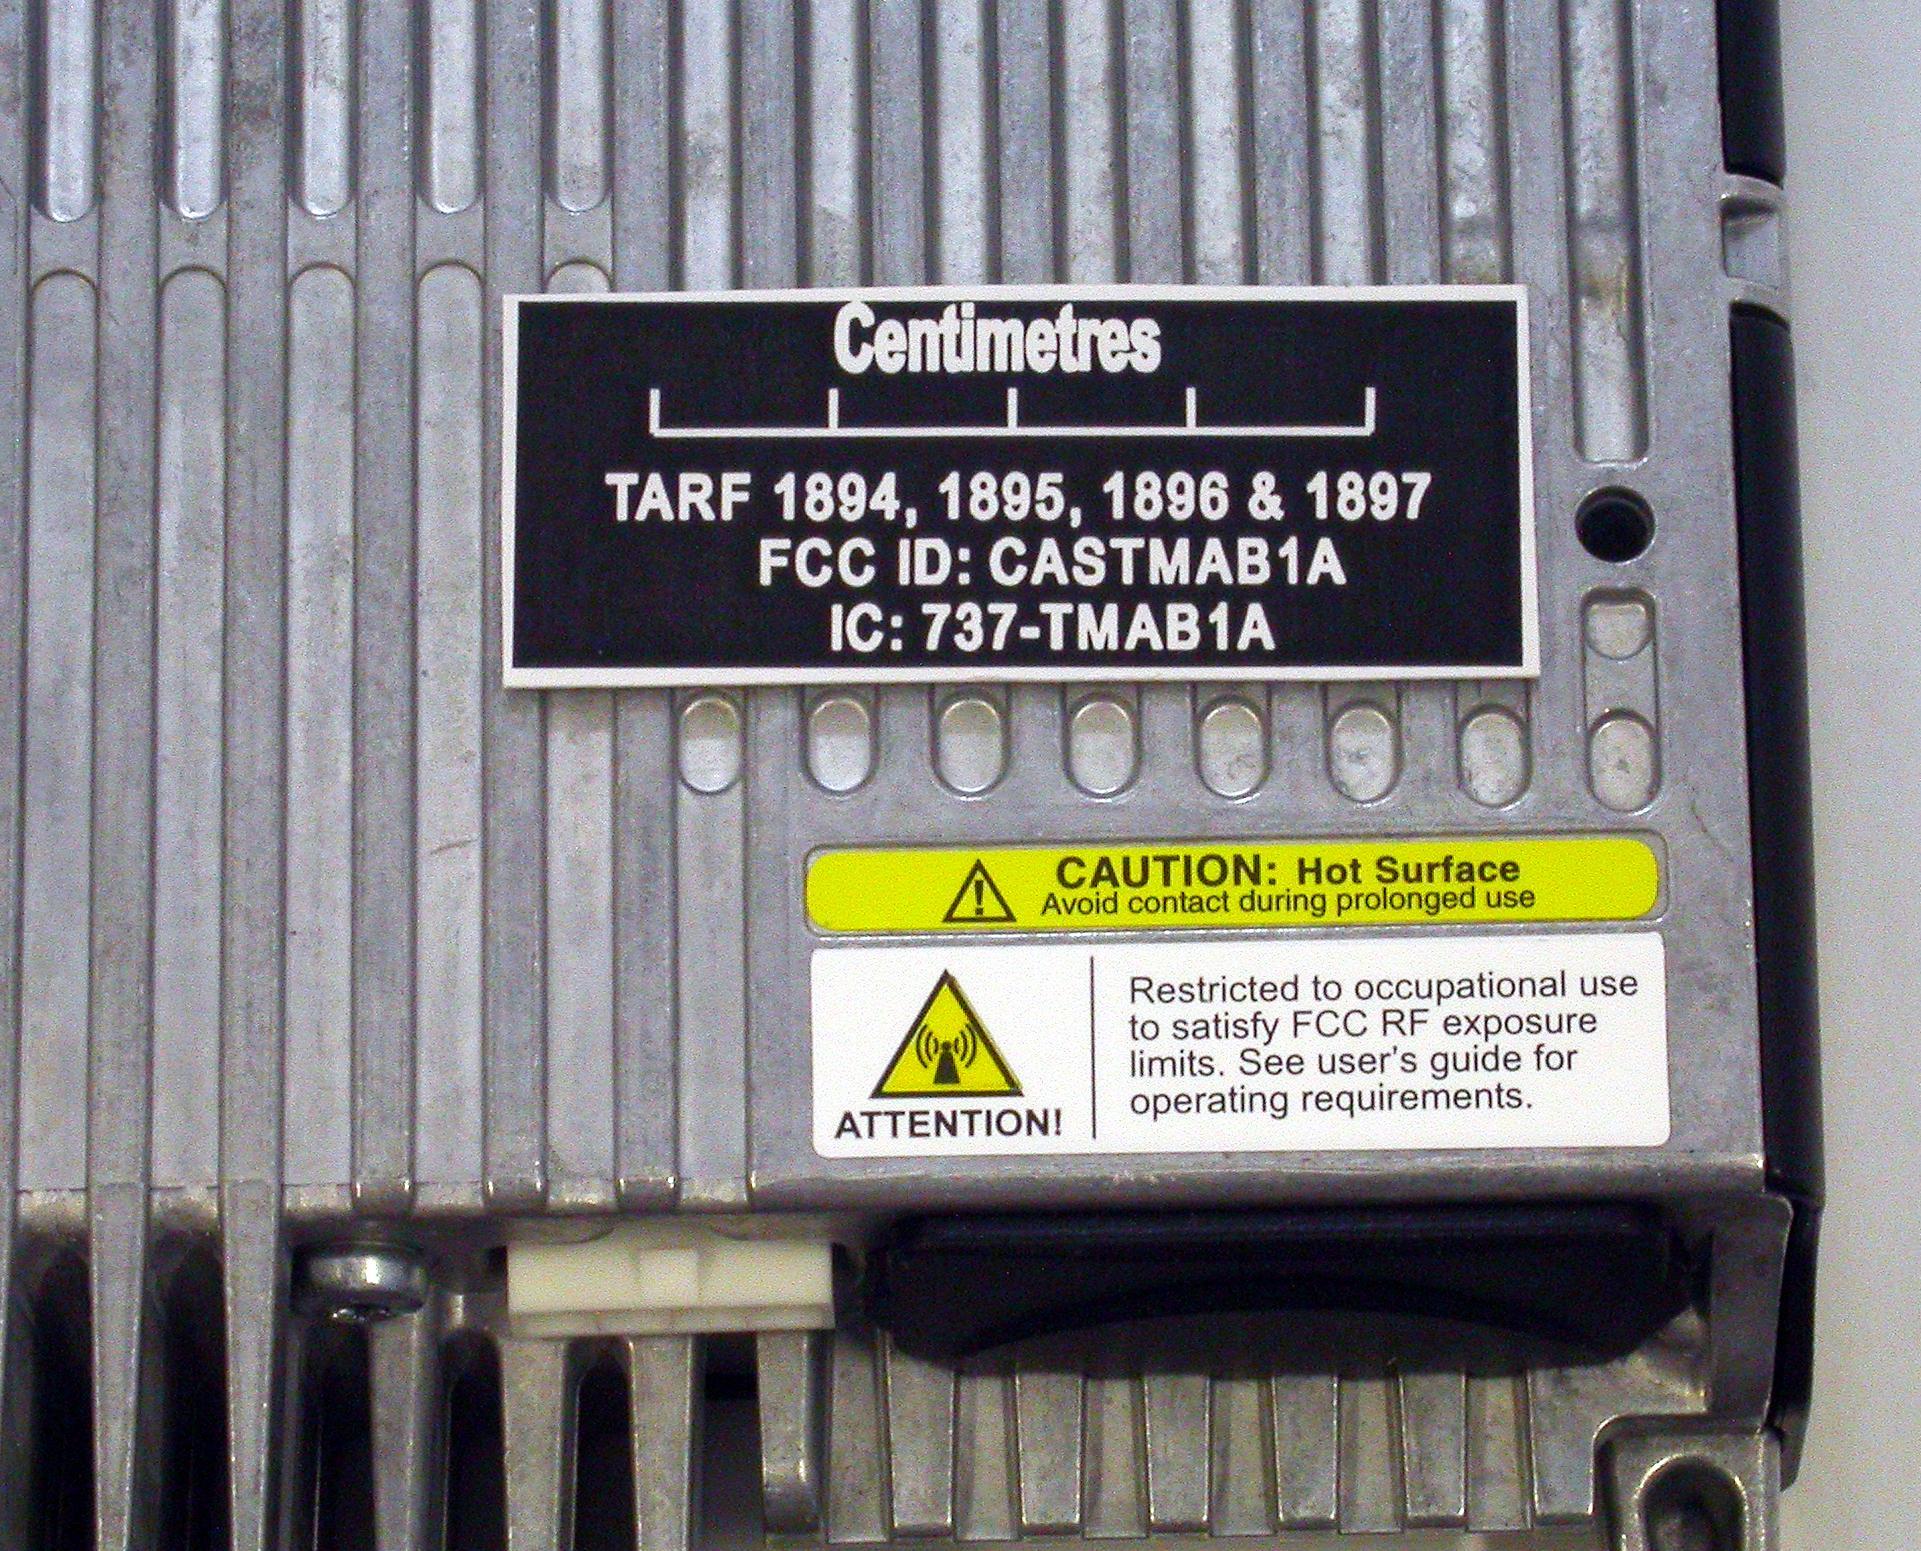 Centimetres
TARF 1894, 1895, 1896 & 1897
FCC ID: CASTMAB1A
IC: 737-TMAB1A
CAUTION: Hot Surface
Avoid contact during prolonged use
ATTENTION!
Restricted to occupational use
to satisfy FCC RF exposure
limits. See user's guide for
operating requirements.